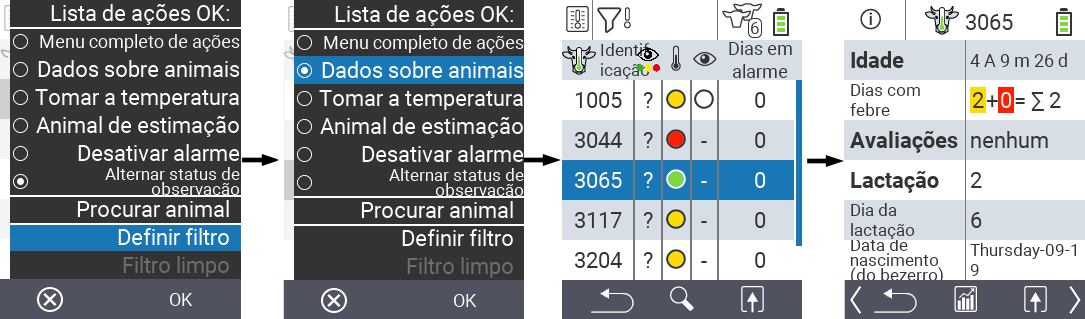 Lista de ações OK:
Menu completo de ações
Dados sobre animais
Tomar a temperatura
Animal de estimação
Desativar alarme
Alternar status de
observação
Procurar animal
Definir filtro
Filtro limpo
OK
Lista de ações OK:
Menu completo de ações
Dados sobre animais
Tomar a temperatura
Animal de estimação
Desativar alarme
Alternar status de
observação
Procurar animal
Definir filtro
Filtro limpo
OK
6
Identif
icação
Dias em
alarme
1005 ? 0
3044 ? - 0
3065 ? - 0
3117 ? - 0
3204 ? - 0
3065
Idade 4 A 9 m 26 d
Dias com
febre
2+0= ∑ 2
Avaliações nenhum
Lactação 2
Dia da
lactação
6
Data de
nascimento
(do bezerro)
Thursday-09-1
9